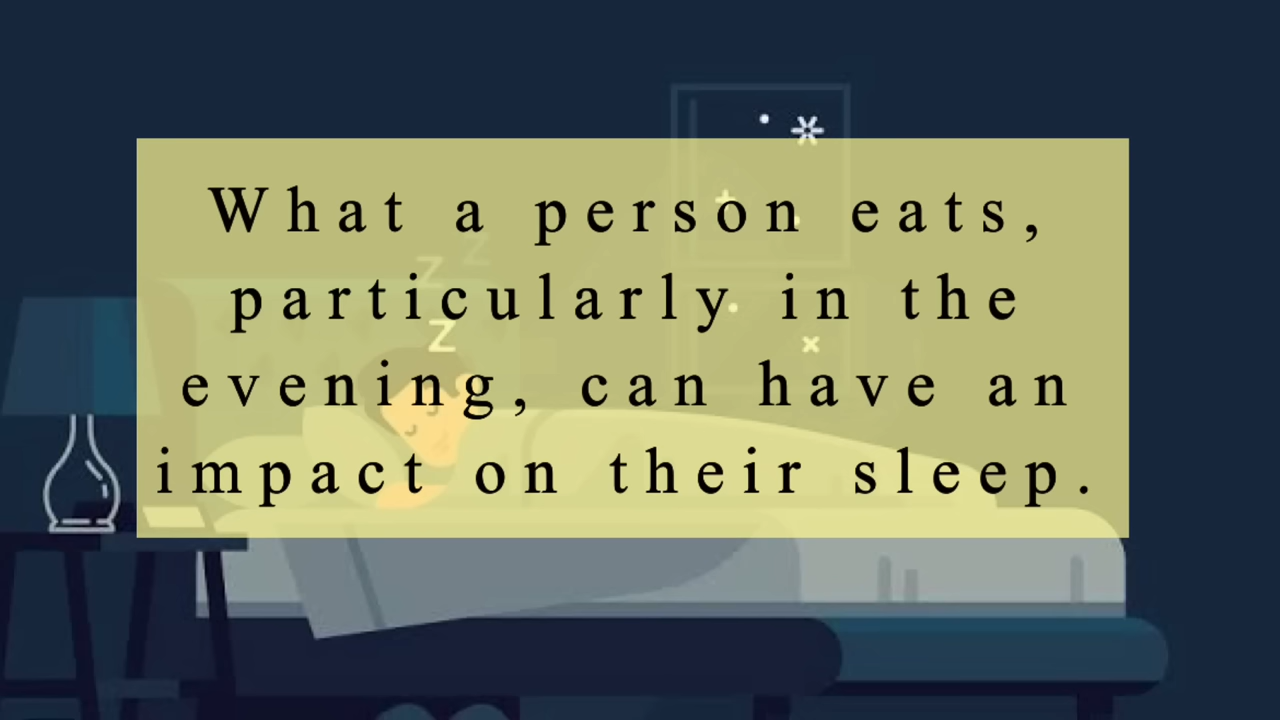 What a person eats,
particularly in the
evening, can have an
impact on their sleep.